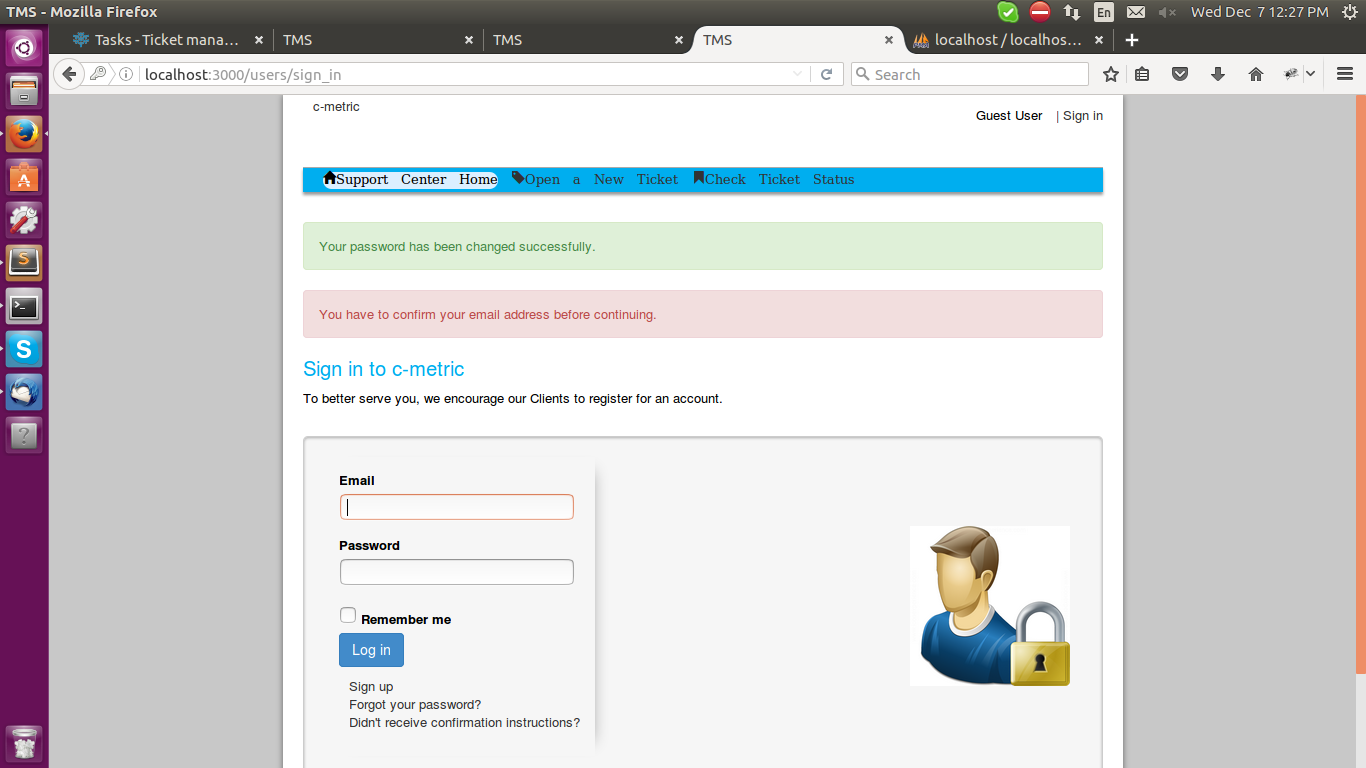 TMS - Mozilla Firefox
En
Wed Dec 7 12:27 PM
Tasks - Ticket mana...
TMS
TMS
TMS
localhost / localhos...
localhost:3000/users/sign_in
Search
c-metric
Guest User | Sign in
Support Center Home Open a New Ticket Check Ticket Status
Your password has been changed successfully.
You have to confirm your email address before continuing.
Sign in to c-metric
To better serve you, we encourage our Clients to register for an account.
Email
Password
Remember me
Log in
Sign up
Forgot your password?
Didn't receive confirmation instructions?